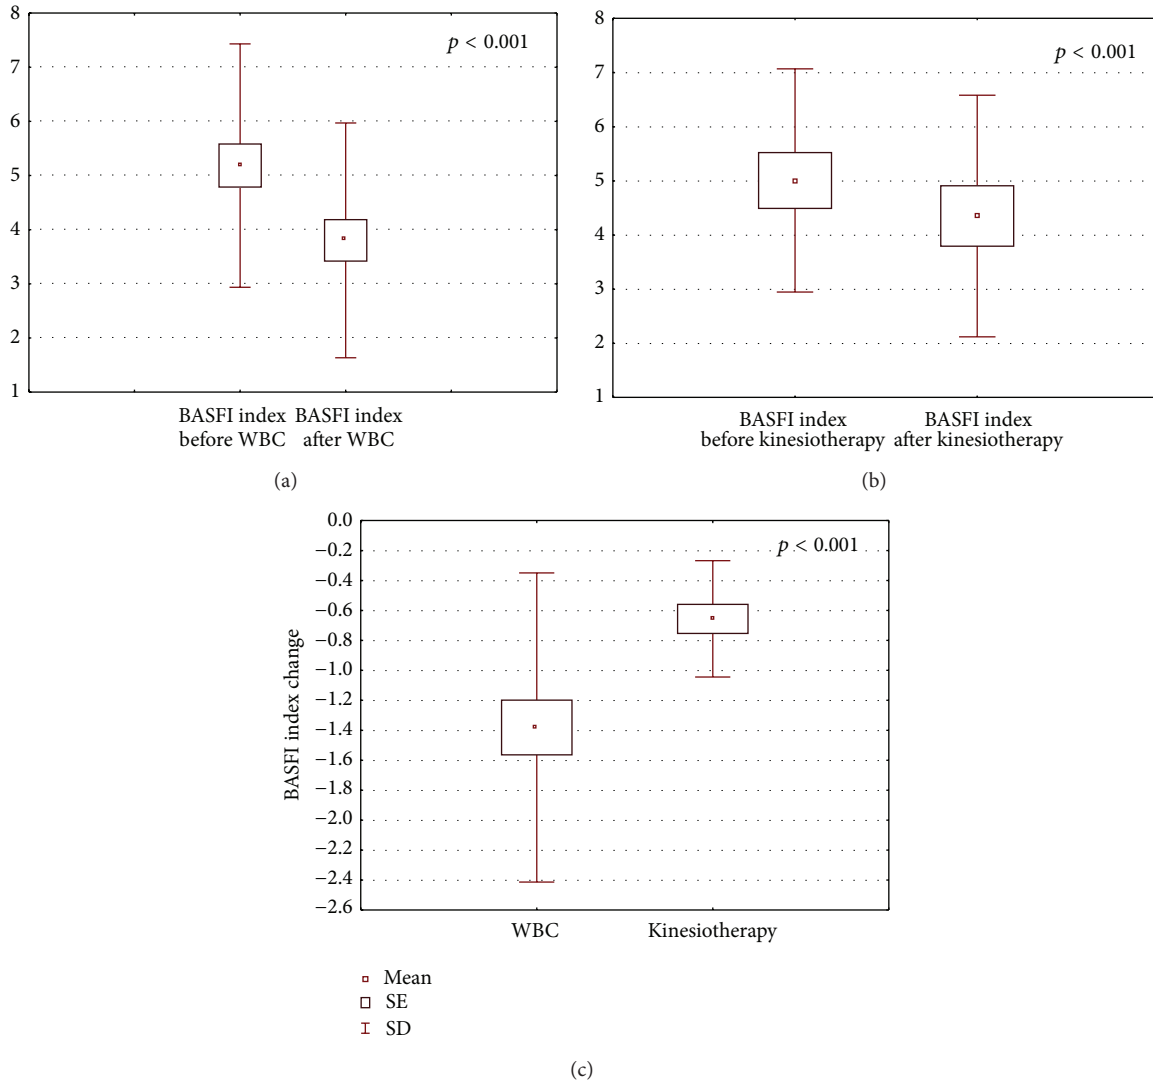 8
7
6
5
4
3
2
1
p < 0.001
BASFI index
before WBC
BASFI index
after WBC
(a)
8
7
6
5
4
3
2
1
p < 0.001
BASFI index
before kinesiotherapy
BASFI index
after kinesiotherapy
(b)
BASFI index change
0.0
−0.2
−0.4
−0.6
−0.8
−1.0
−1.2
−1.4
−1.6
−1.8
−2.0
−2.2
−2.4
−2.6
p < 0.001
WBC
Kinesiotherapy
Mean
SE
SD
(c)